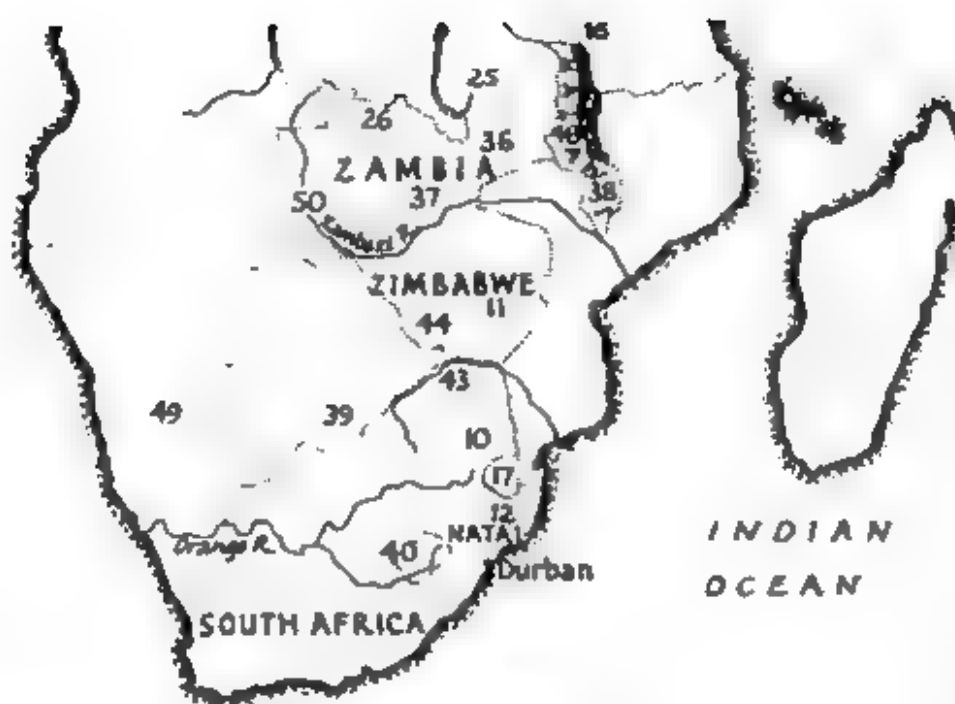 16
25
26
36
7
ZAMBIA
38
50
37
ZIMBABWE
11
44
43
49
39
10
17
12
NATAL
Orange R.
40
Durban
INDIAN
OCEAN
SOUTH AFRICA